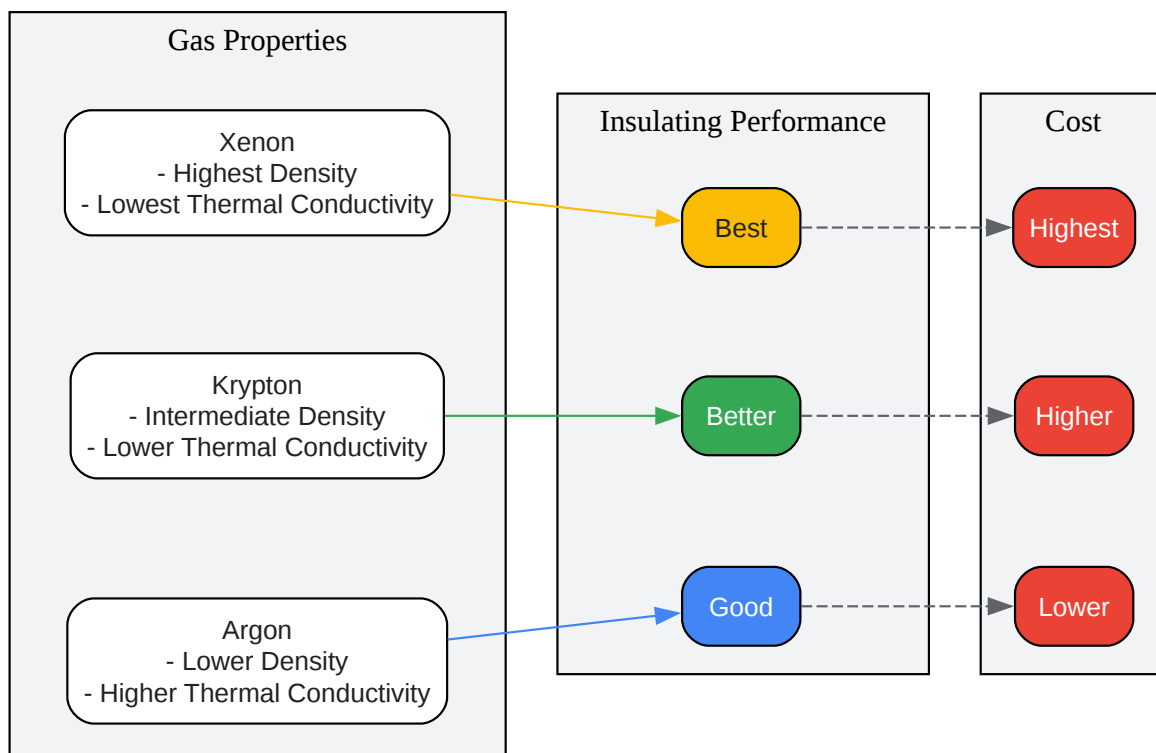 Gas Properties
Xenon
- Highest Density
- Lowest Thermal Conductivity
Krypton
- Intermediate Density
- Lower Thermal Conductivity
Argon
- Lower Density
- Higher Thermal Conductivity
Insulating Performance
Best
Better
Good
Cost
Highest
Higher
Lower